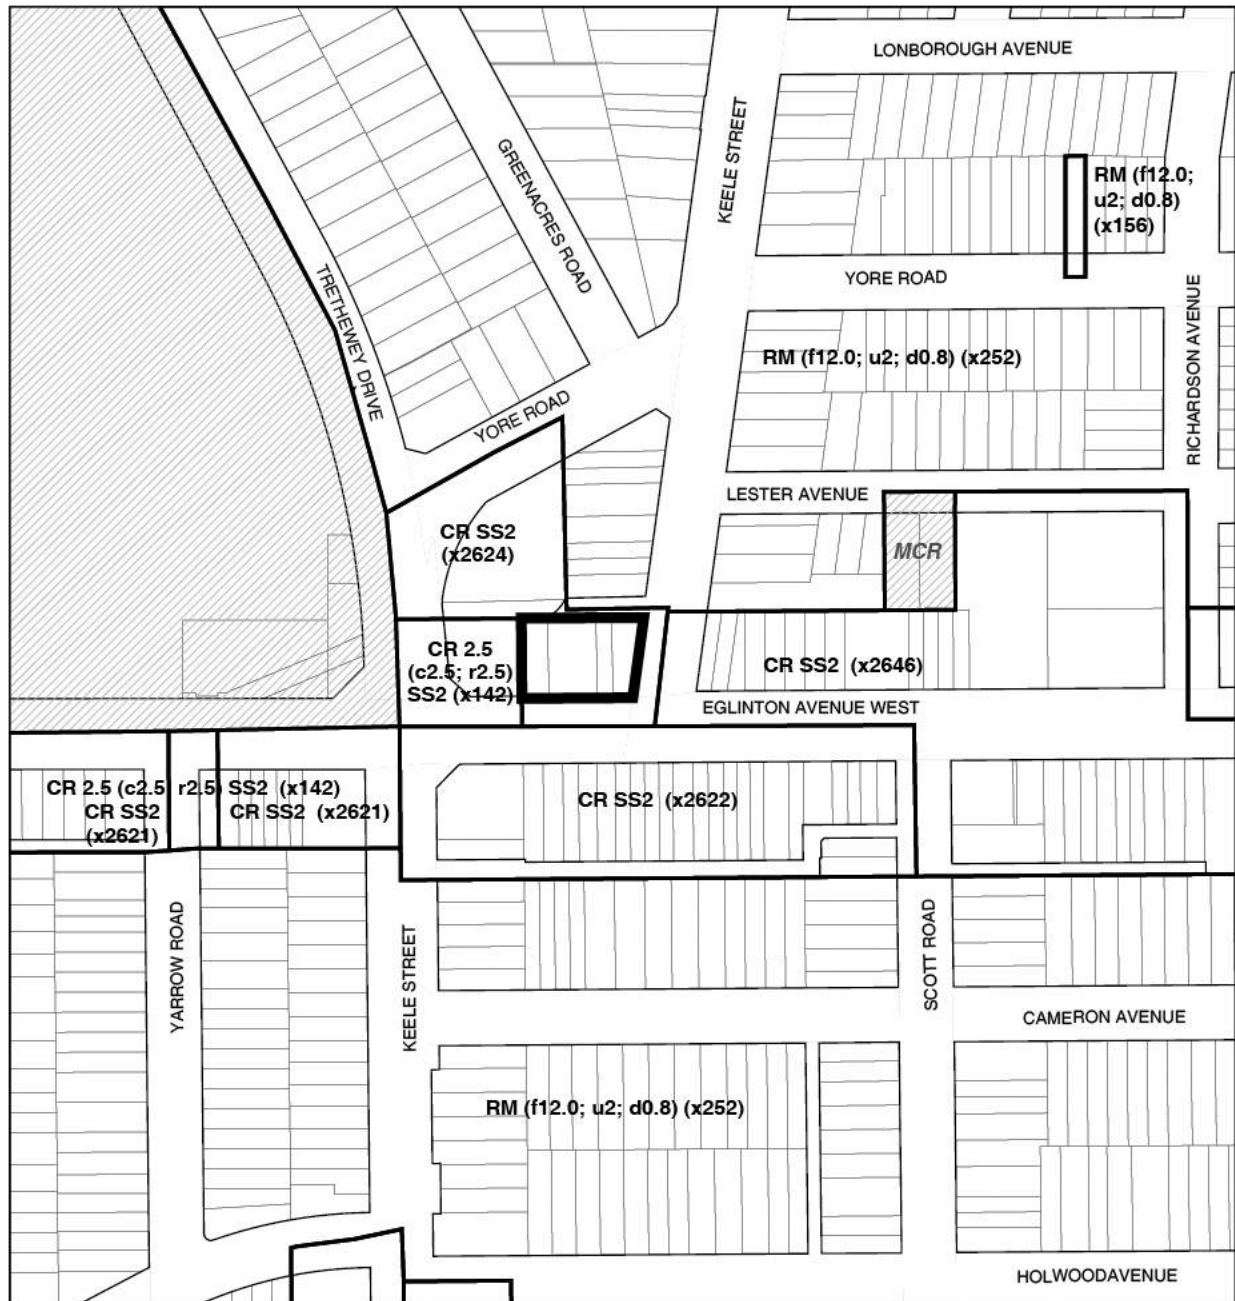 LONBOROUGH AVENUE
KEELE STREET
GREENACRES ROAD
RM (f12.0;
u2; d0.8)
(x156)
TRETHEWEY DRIVE
YORE ROAD
RICHARDSON AVENUE
RM (f12.0; u2; d0.8) (x252)
YORE ROAD
LESTER AVENUE
CR SS2
(x2624)
MCR
CR 2.5
(c2.5; r2.5)
SS2 (x142)
CR SS2 (x2646)
EGLINTON AVENUE WEST
CR 2.5 (c2.5; r2.5) SS2 (x142)
CR SS2
(x2621)
CR SS2 (x2621)
CR SS2 (x2622)
YARROW ROAD
KEELE STREET
SCOTT ROAD
CAMERON AVENUE
RM (f12.0; u2; d0.8) (x252)
HOLWOODAVENUE